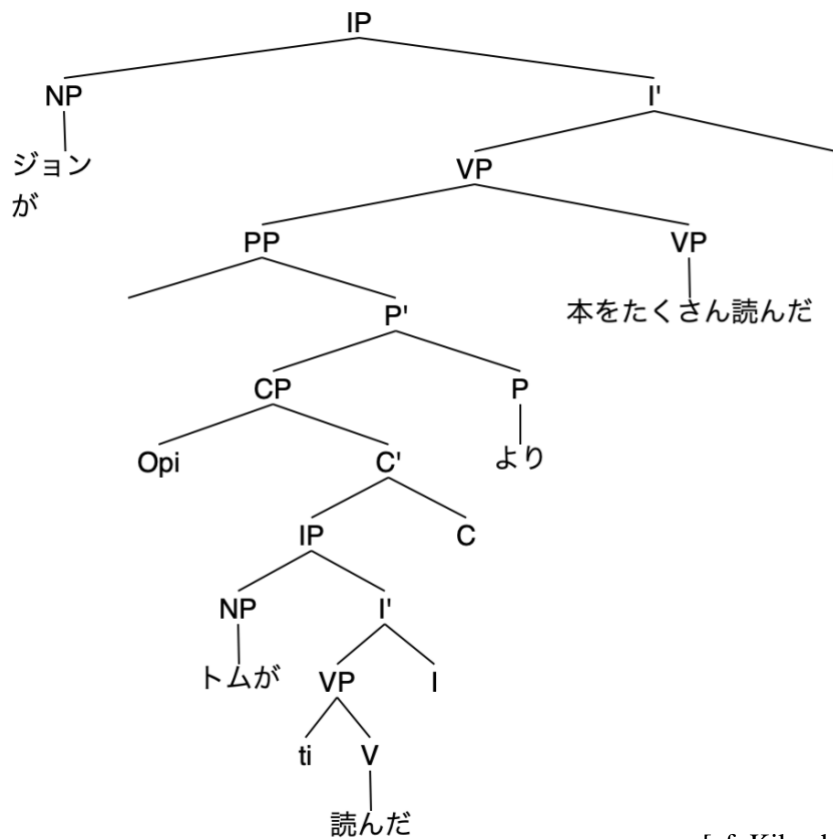 IP
NP I'
ジョン
が
VP
PP VP
本をたくさん読んだ
P'
CP P
Opi C' より
IP C
NP I'
トムが VP I
ti V
読んだ